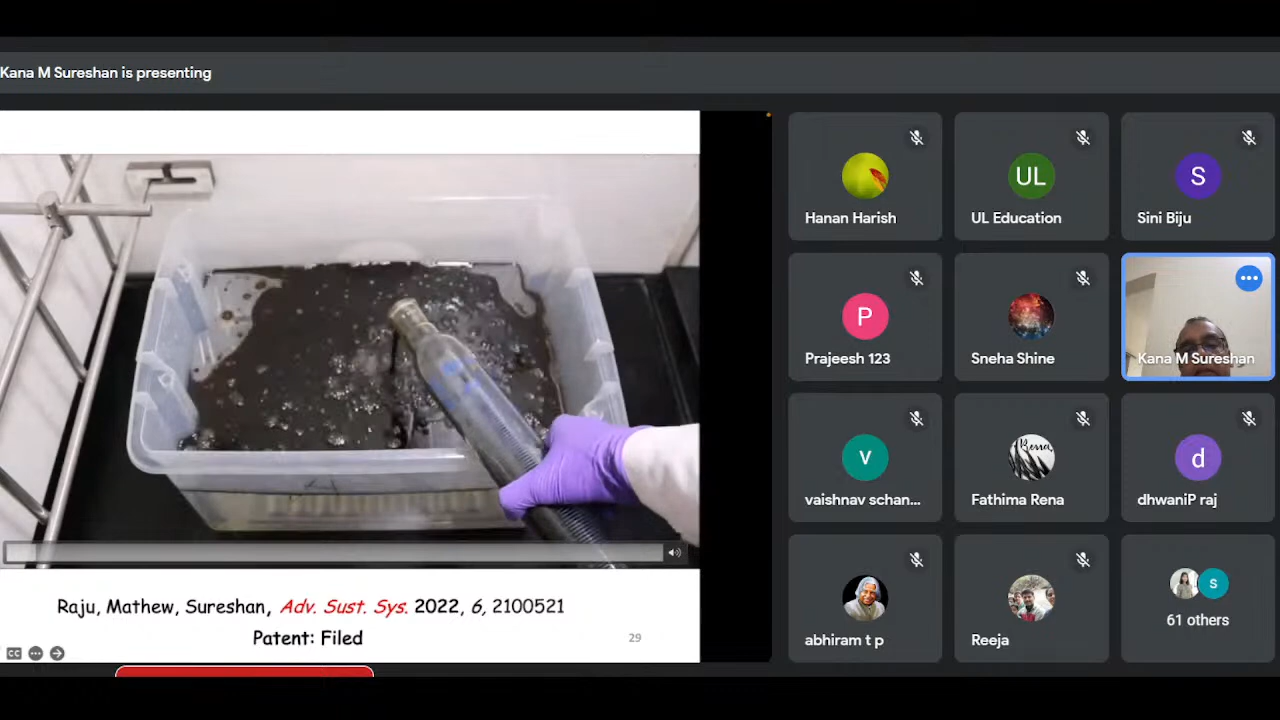 Kana M Sureshan is presenting
Hanan Harish
UL
UL Education
S
Sini Biju
P
Prajeesh 123
Sneha Shine
Kana M Sureshan
v
vaishnav schan...
Fathima Rena
d
dhwaniP raj
abhiram t p
Reeja
S
61 others
Raju, Mathew, Sureshan, Adv. Sust. Sys. 2022, 6, 2100521
Patent: Filed
29
CC